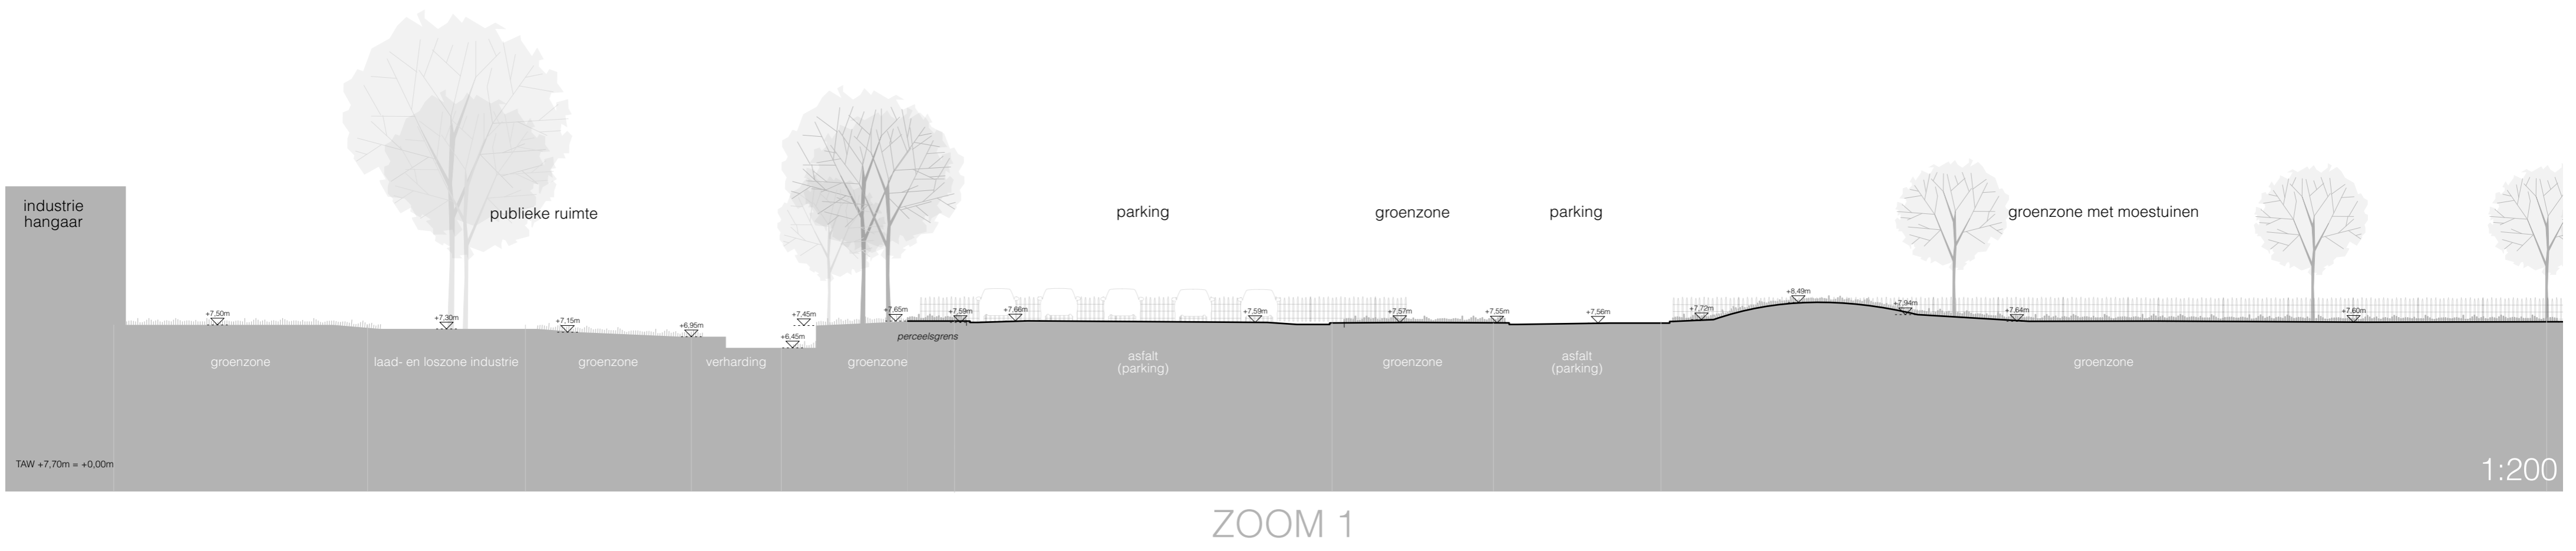 industrie
hangaar
publieke ruimte
parking
groenzone
parking
groenzone met moestuinen
+7,50m
+7,30m
+7,15m
+6,95m
+7,45m
+6,45m
+7,65m
+7,59m
+7,66m
+7,59m
+7,57m
+7,55m
+7,56m
+7,72m
+8,49m
+7,94m
+7,64m
+7,60m
perceelsgrens
groenzone
laad- en loszone industrie
groenzone
verharding
groenzone
asfalt
(parking)
groenzone
asfalt
(parking)
groenzone
TAW +7,70m = +0,00m
1:200
ZOOM 1